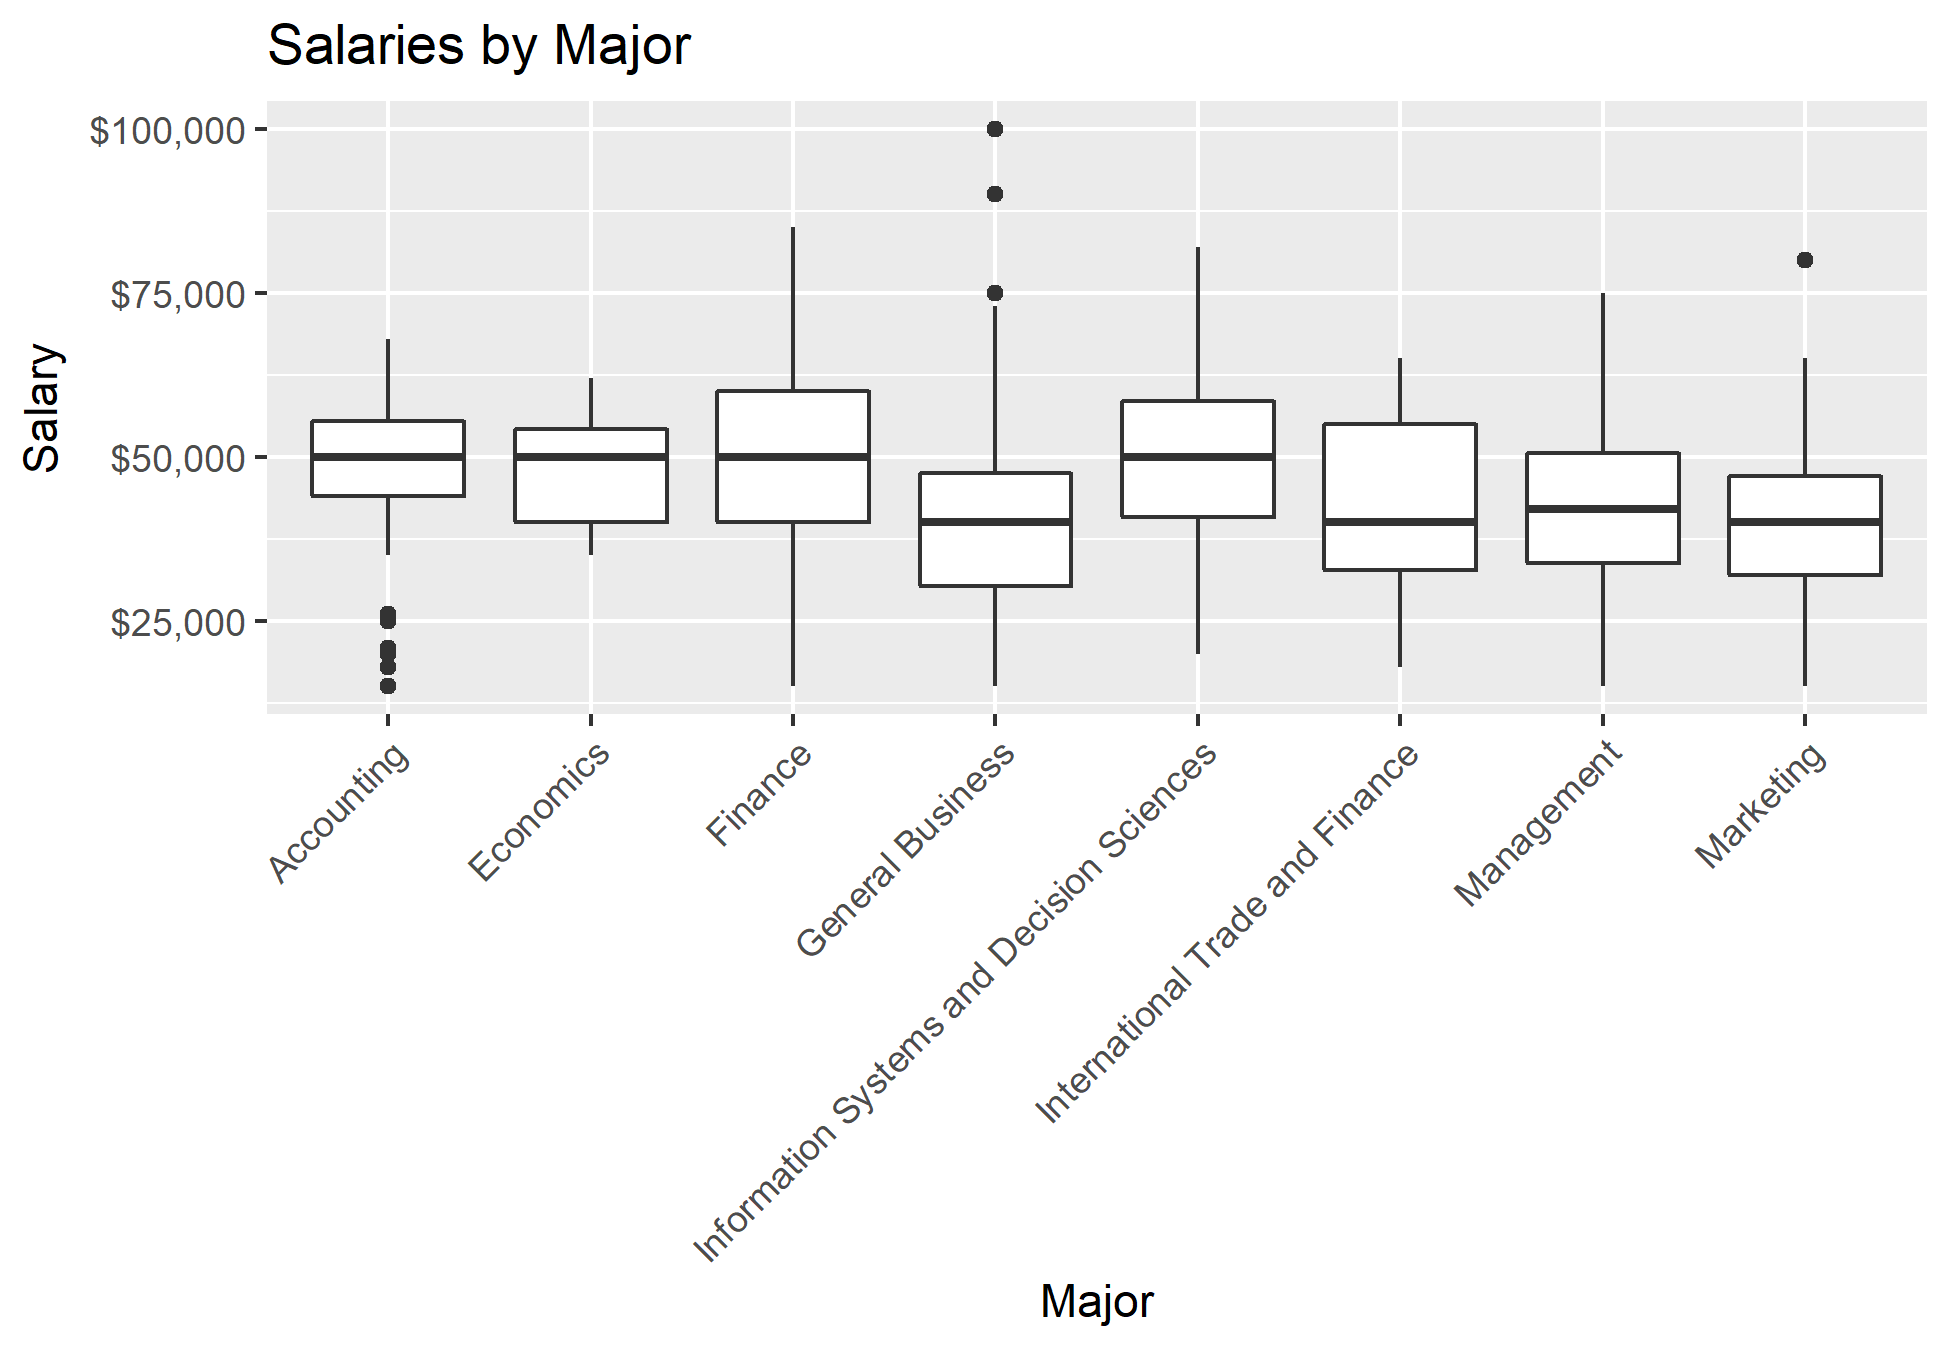 Salaries by Major
Salary
$100,000
$75,000
$50,000
$25,000
Accounting
Economics
Finance
General Business
Information Systems and Decision Sciences
International Trade and Finance
Management
Marketing
Major